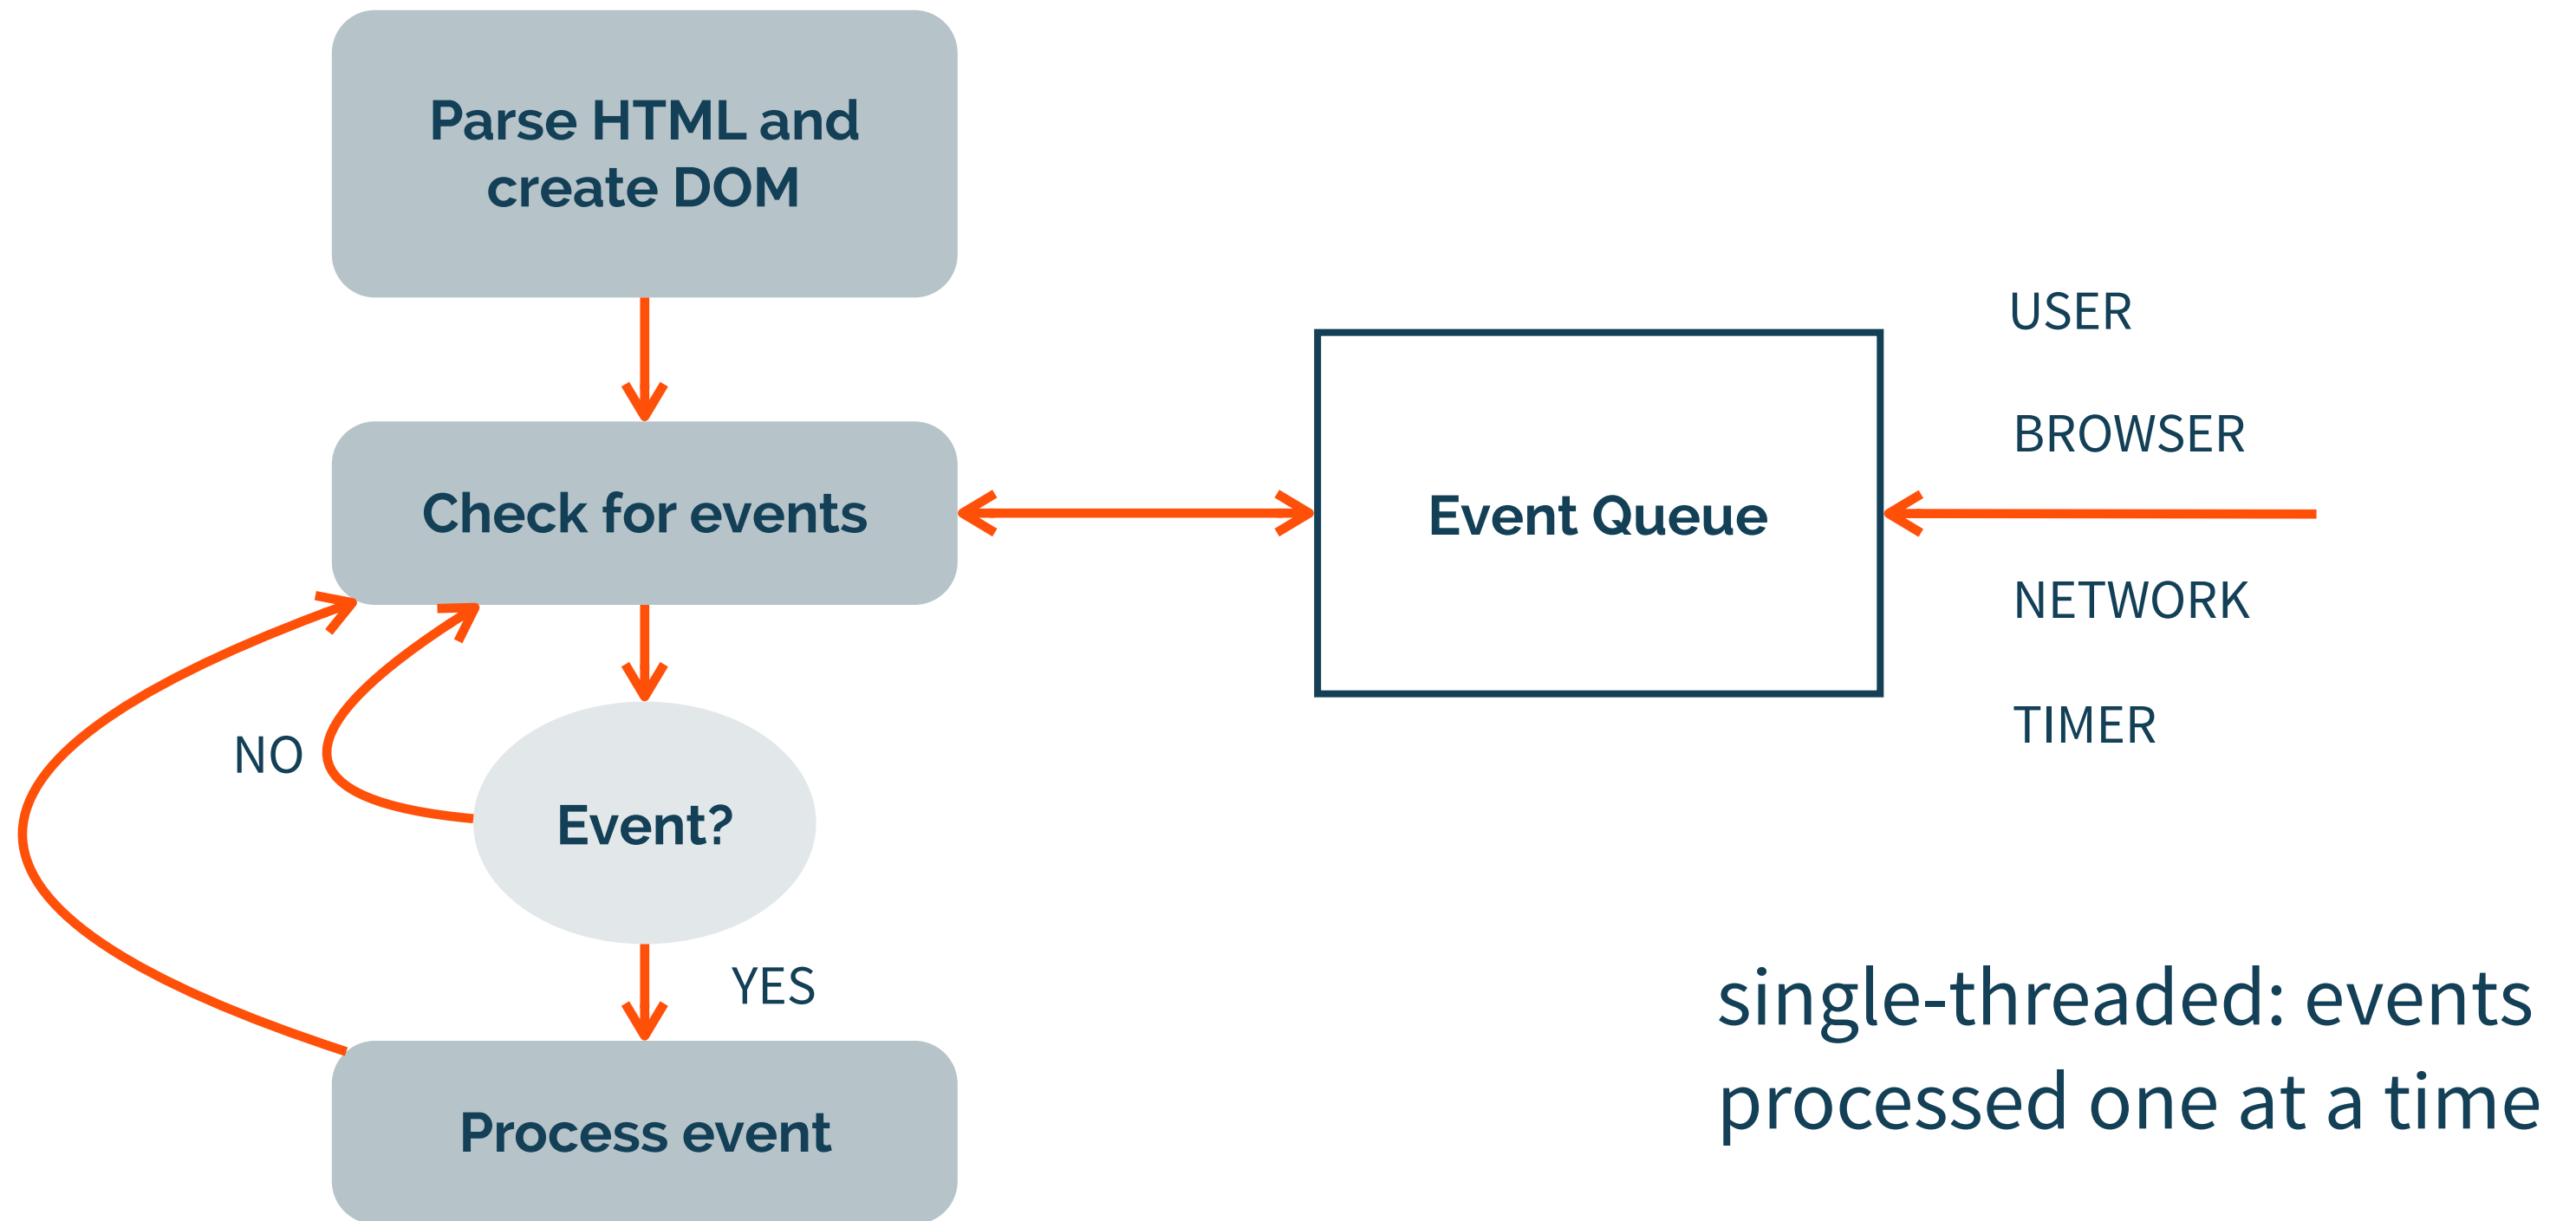 Parse HTML and
create DOM
Check for events
Event Queue
USER
BROWSER
NETWORK
TIMER
NO
Event?
YES
Process event
single-threaded: events
processed one at a time